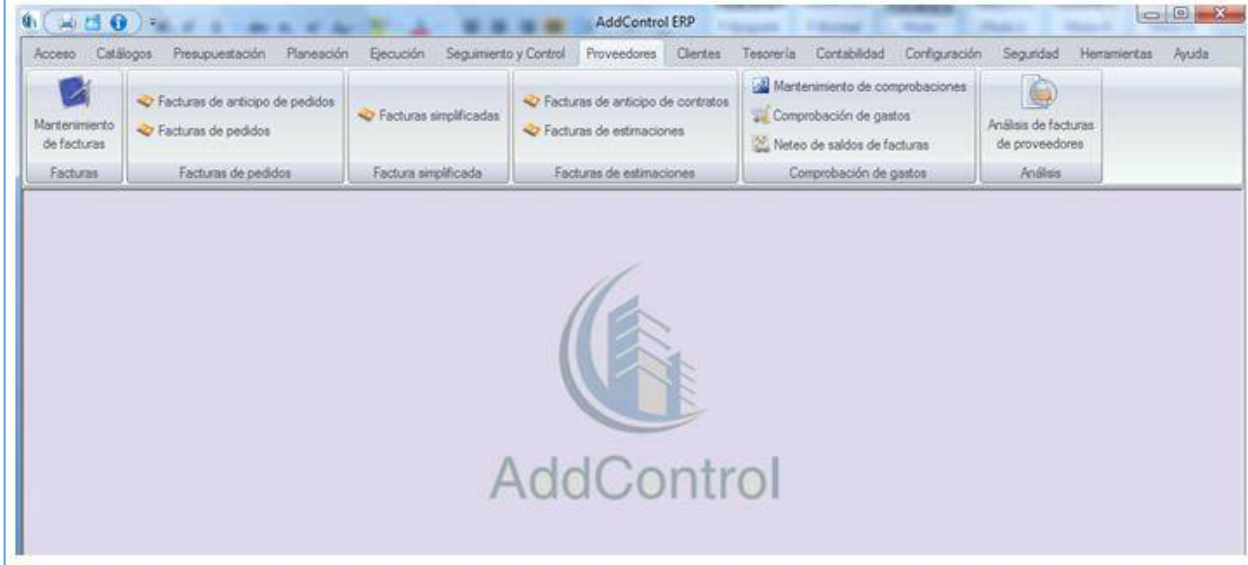 AddControl ERP
Acceso Catálogos Presupuestación Planeación Ejecución Seguimiento y Control Proveedores Clientes Tesorería Contabilidad Configuración Seguridad Herramientas Ayuda
Mantenimiento
de facturas
Facturas
Facturas de anticipo de pedidos
Facturas de pedidos
Facturas de pedidos
Facturas simplificadas
Factura simplificada
Facturas de anticipo de contratos
Facturas de estimaciones
Facturas de estimaciones
Mantenimiento de comprobaciones
Comprobación de gastos
Neteo de saldos de facturas
Comprobación de gastos
Análisis de facturas
de proveedores
Análisis
AddControl